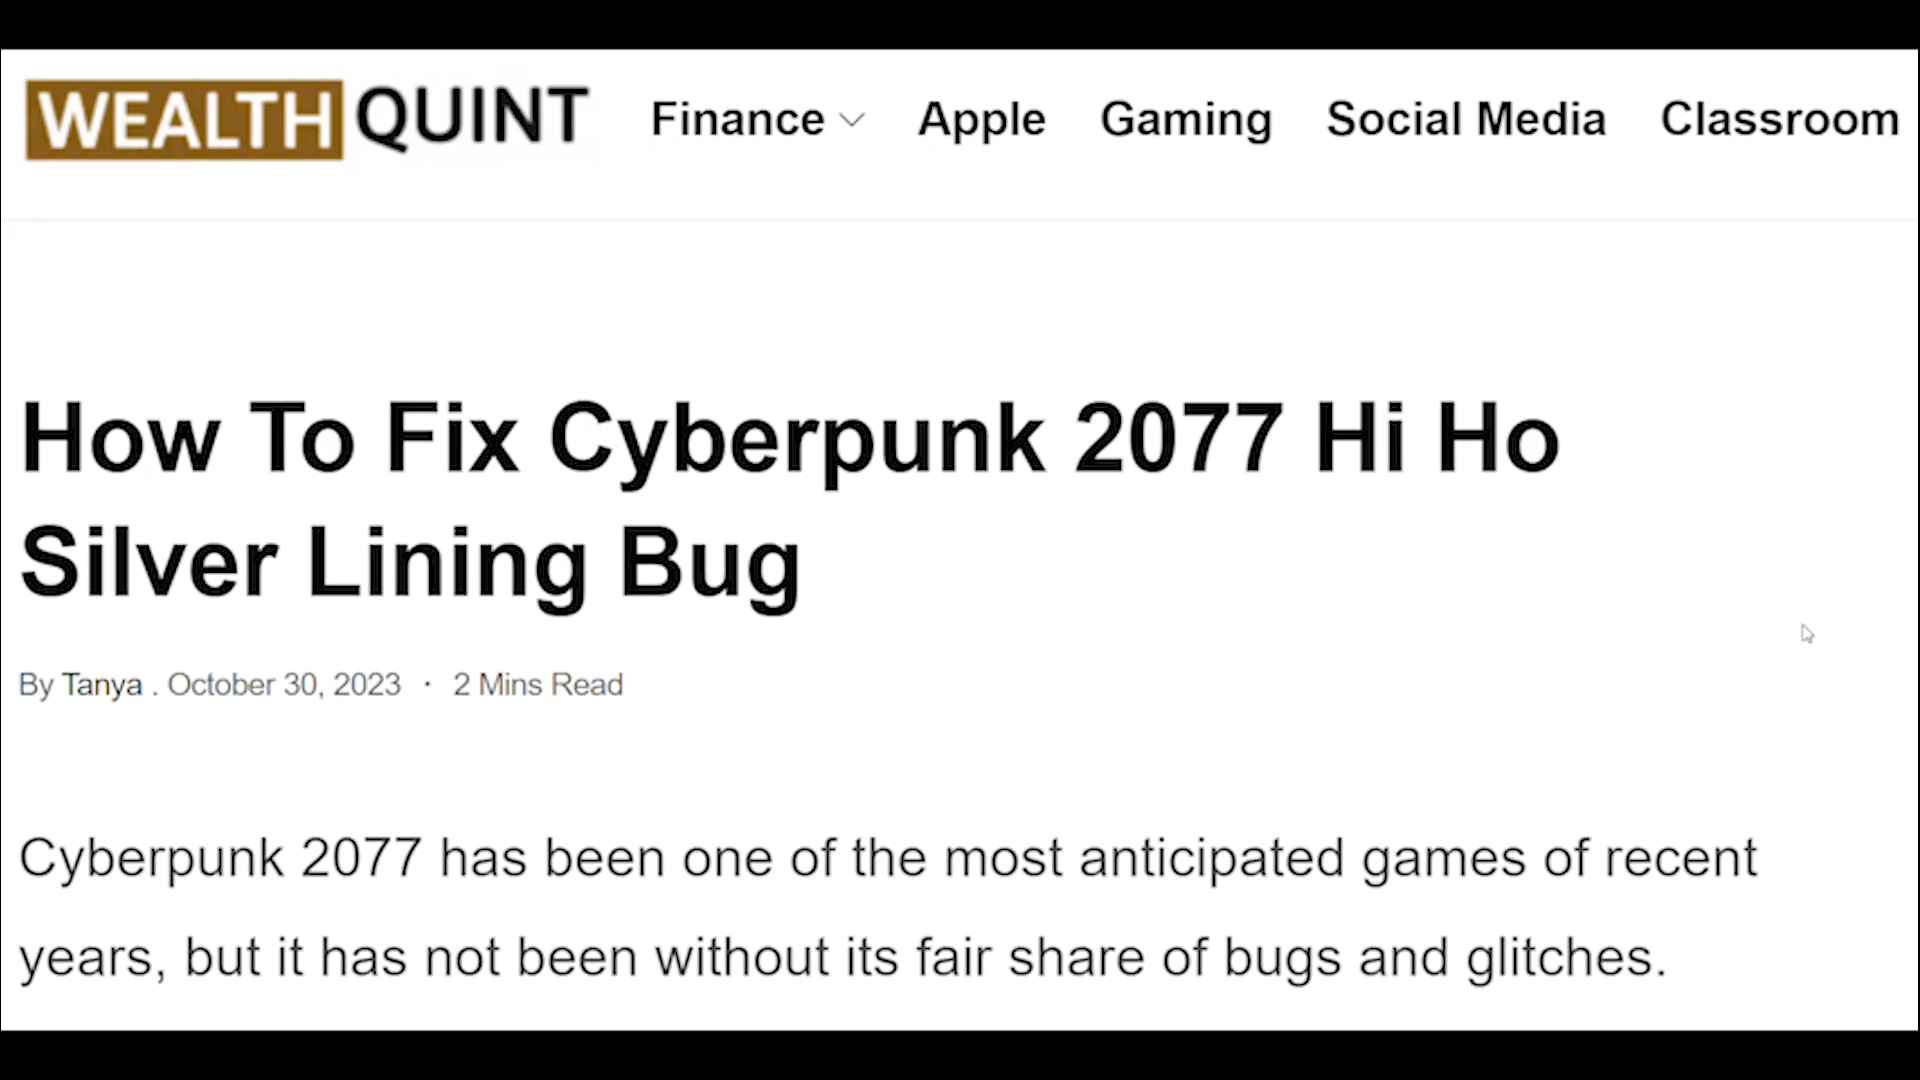 WEALTH QUINT Finance Apple Gaming Social Media Classroom
How To Fix Cyberpunk 2077 Hi Ho
Silver Lining Bug
By Tanya . October 30, 2023 · 2 Mins Read
Cyberpunk 2077 has been one of the most anticipated games of recent
years, but it has not been without its fair share of bugs and glitches.